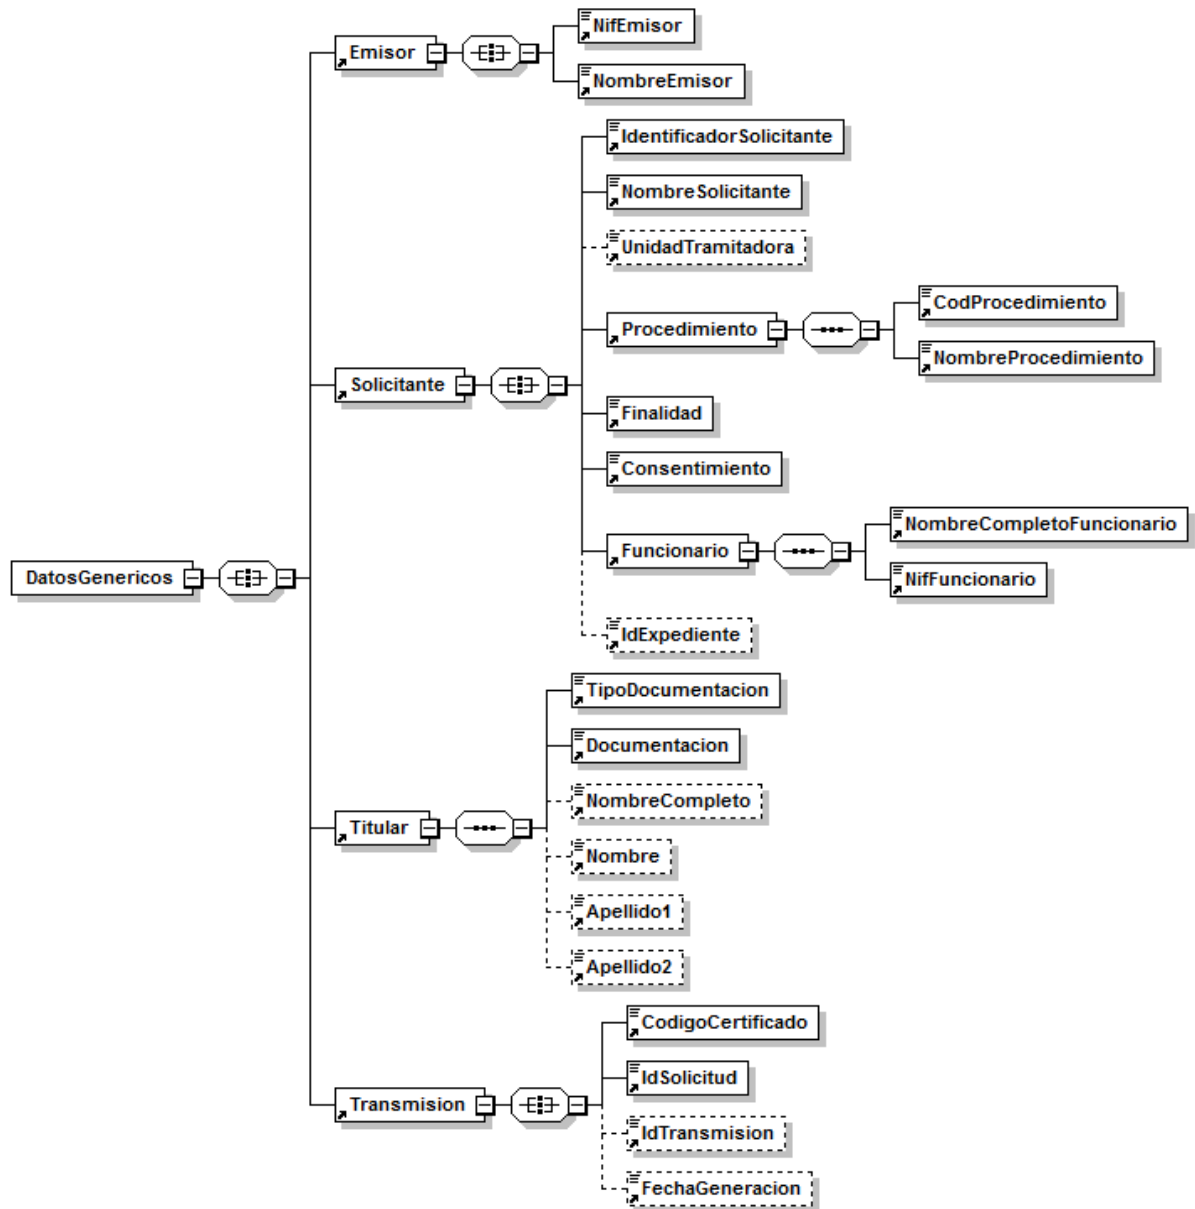 NifEmisor
Emisor
NombreEmisor
IdentificadorSolicitante
NombreSolicitante
UnidadTramitadora
CodProcedimiento
Procedimiento
NombreProcedimiento
Solicitante
Finalidad
Consentimiento
NombreCompletoFuncionario
Funcionario
NifFuncionario
DatosGenericos
IdExpediente
TipoDocumentacion
Documentacion
NombreCompleto
Titular
Nombre
Apellido1
Apellido2
CodigoCertificado
IdSolicitud
Transmision
IdTransmision
FechaGeneracion